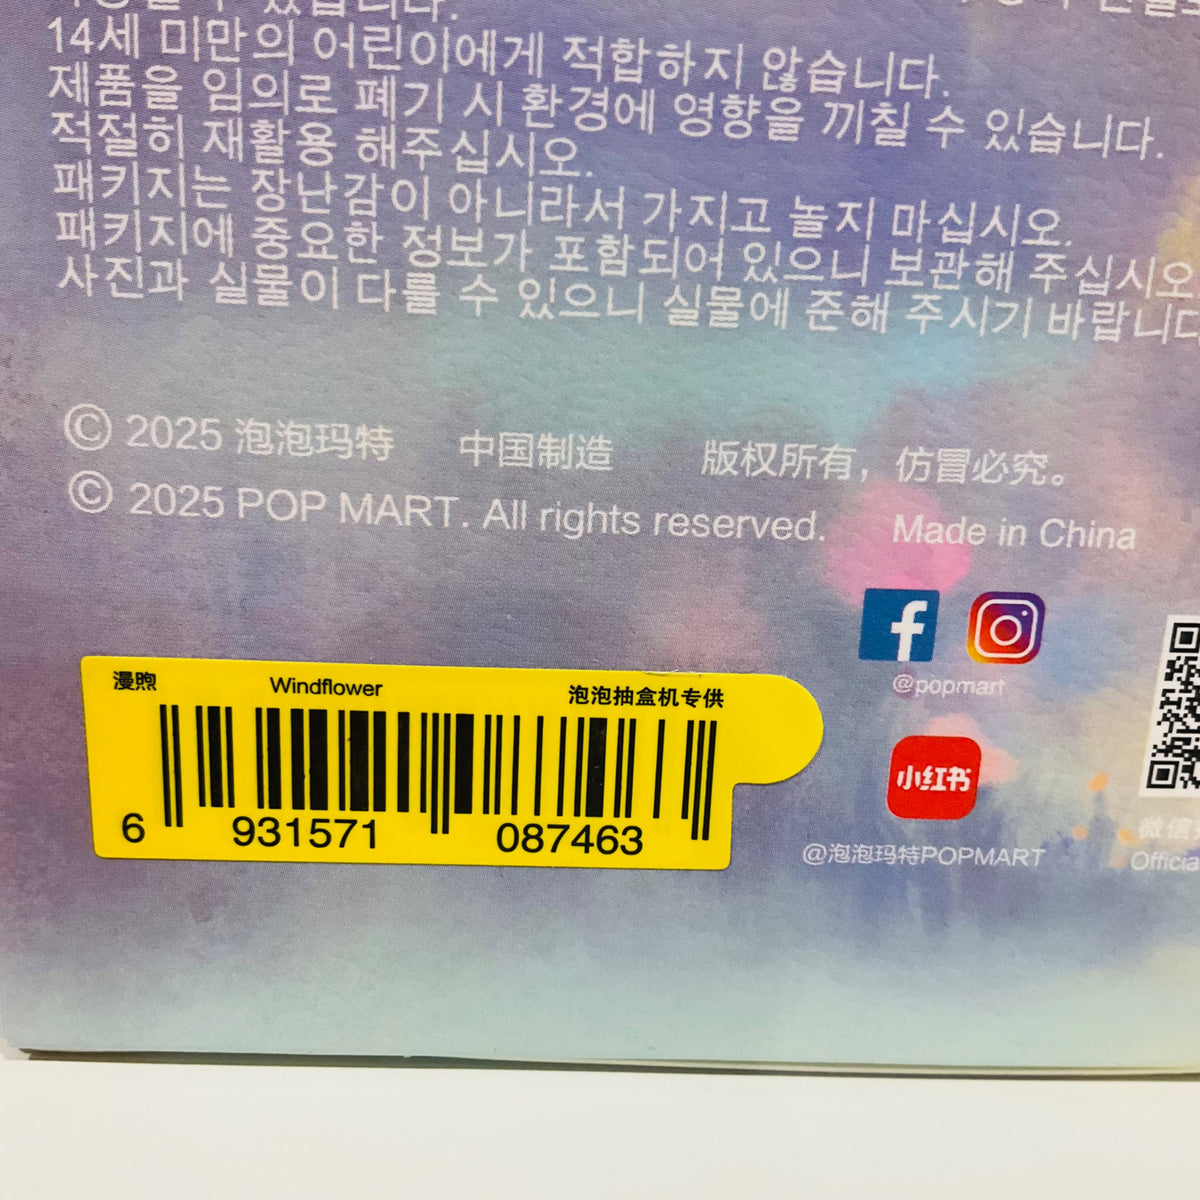 14세 미만의 어린이에게 적합하지 않습니다.
제품을 임의로 폐기 시 환경에 영향을 끼칠 수 있습니다.
적절히 재활용 해주십시오.
패키지는 장난감이 아니라서 가지고 놀지 마십시오.
패키지에 중요한 정보가 포함되어 있으니 보관해 주십시오
사진과 실물이 다를 수 있으니 실물에 준해 주시기 바랍니다
© 2025 泡泡玛特 中国制造 版权所有，仿冒必究。
© 2025 POP MART. All rights reserved. Made in China
@popmart
小红书
@泡泡玛特POPMART
微信
Officia
漫煦 Windflower 泡泡抽盒机专供
6 931571 087463